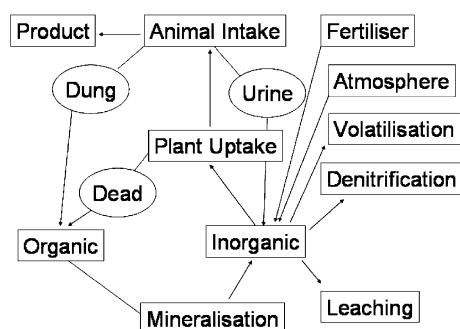 Product
Animal Intake
Fertiliser
Dung
Urine
Atmosphere
Volatilisation
Plant Uptake
Denitrification
Dead
Organic
Inorganic
Mineralisation
Leaching